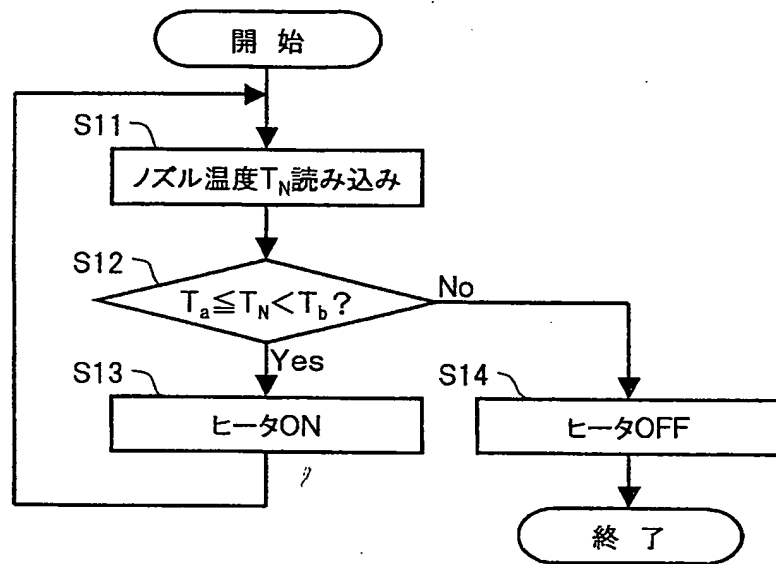 開始
S11
ノズル温度TN読み込み
S12
Ta≦TN<Tb?
No
Yes
S13
ヒータON
S14
ヒータOFF
終了